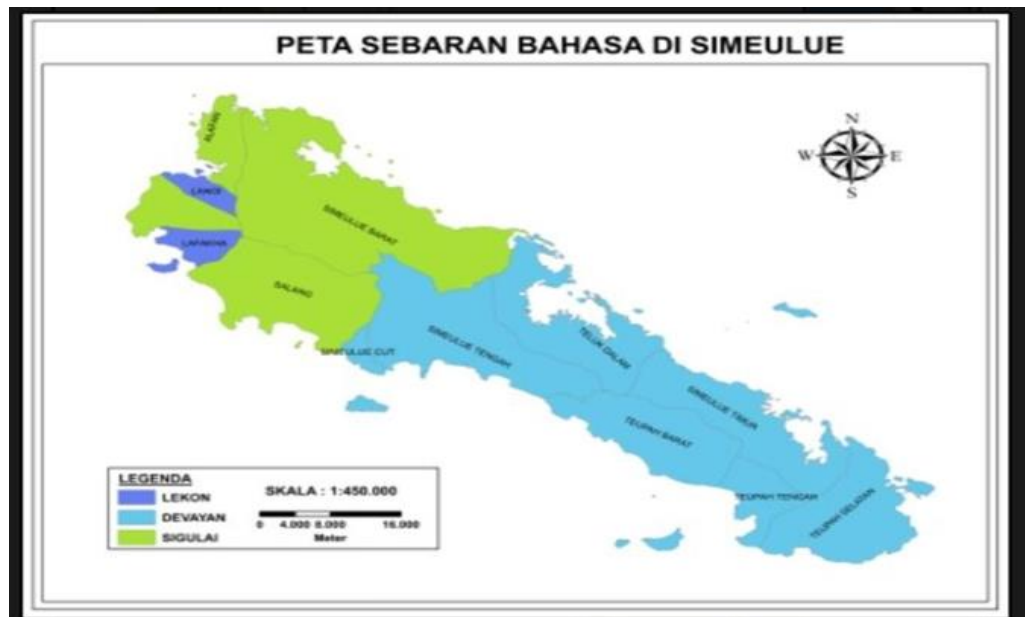 PETA SEBARAN BAHASA DI SIMEULUE
N
W E
S
ALAFAN
LANGI
SIMEULUE BARAT
LAFAKHA
SALANG
SIMEULUE CUT
SIMEULUE TENGAH
TELUK DALAM
SIMEULUE TIMUR
TEUPAH BARAT
TEUPAH TENGAH
TEUPAH SELATAN
LEGENDA
LEKON
DEVAYAN
SIGULAI
SKALA : 1:450.000
0 4.000 8.000 16.000
Meter